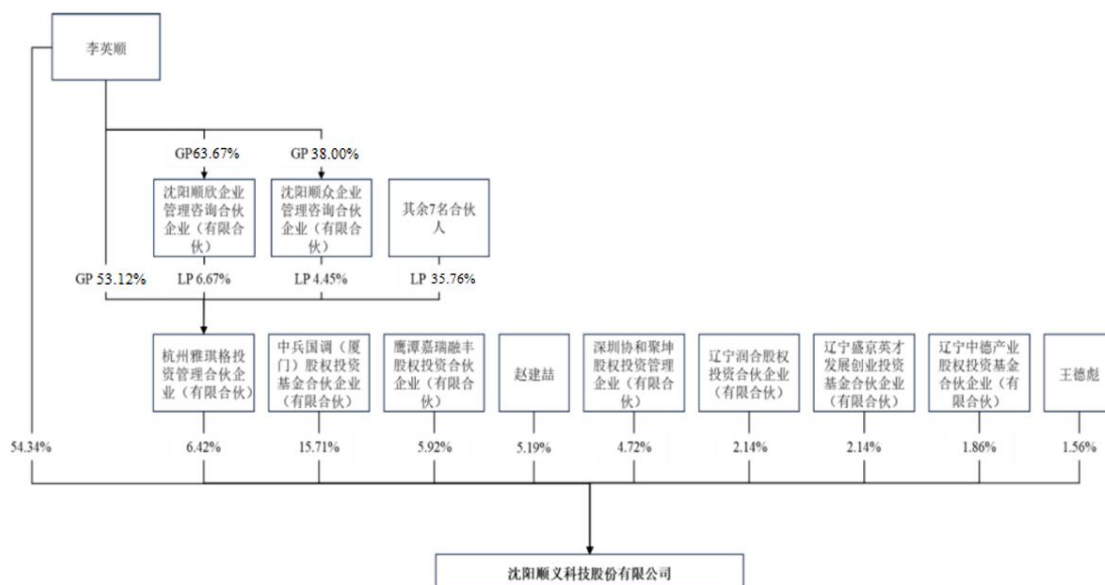 李英顺
GP63.67%
GP 38.00%
沈阳顺欣企业
管理咨询合伙
企业（有限合
伙）
沈阳顺众企业
管理咨询合伙
企业（有限合
伙）
其余7名合伙
人
GP 53.12%
LP 6.67%
LP 4.45%
LP 35.76%
杭州雅琪格投
资管理合伙企
业（有限合伙）
中兵国调（厦
门）股权投资
基金合伙企业
（有限合伙）
鹰潭嘉瑞融丰
股权投资合伙
企业（有限合
伙）
赵建喆
深圳协和聚坤
股权投资管理
企业（有限合
伙）
辽宁润合股权
投资合伙企业
（有限合伙）
辽宁盛京英才
发展创业投资
基金合伙企业
（有限合伙）
辽宁中德产业
股权投资基金
合伙企业（有
限合伙）
王德彪
54.34%
6.42%
15.71%
5.92%
5.19%
4.72%
2.14%
2.14%
1.86%
1.56%
沈阳顺义科技股份有限公司